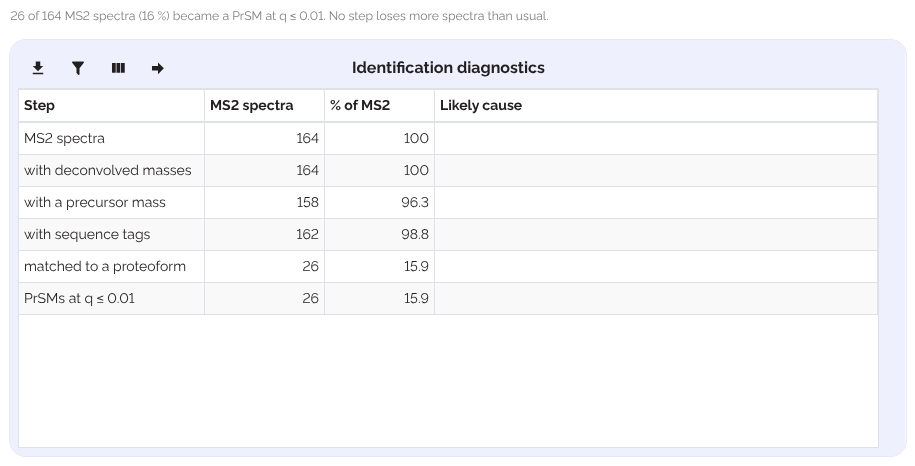 26 of 164 MS2 spectra (16 %) became a PrSM at q ≤ 0.01. No step loses more spectra than usual.
Identification diagnostics
Step MS2 spectra % of MS2 Likely cause
MS2 spectra 164 100
with deconvolved masses 164 100
with a precursor mass 158 96.3
with sequence tags 162 98.8
matched to a proteoform 26 15.9
PrSMs at q ≤ 0.01 26 15.9